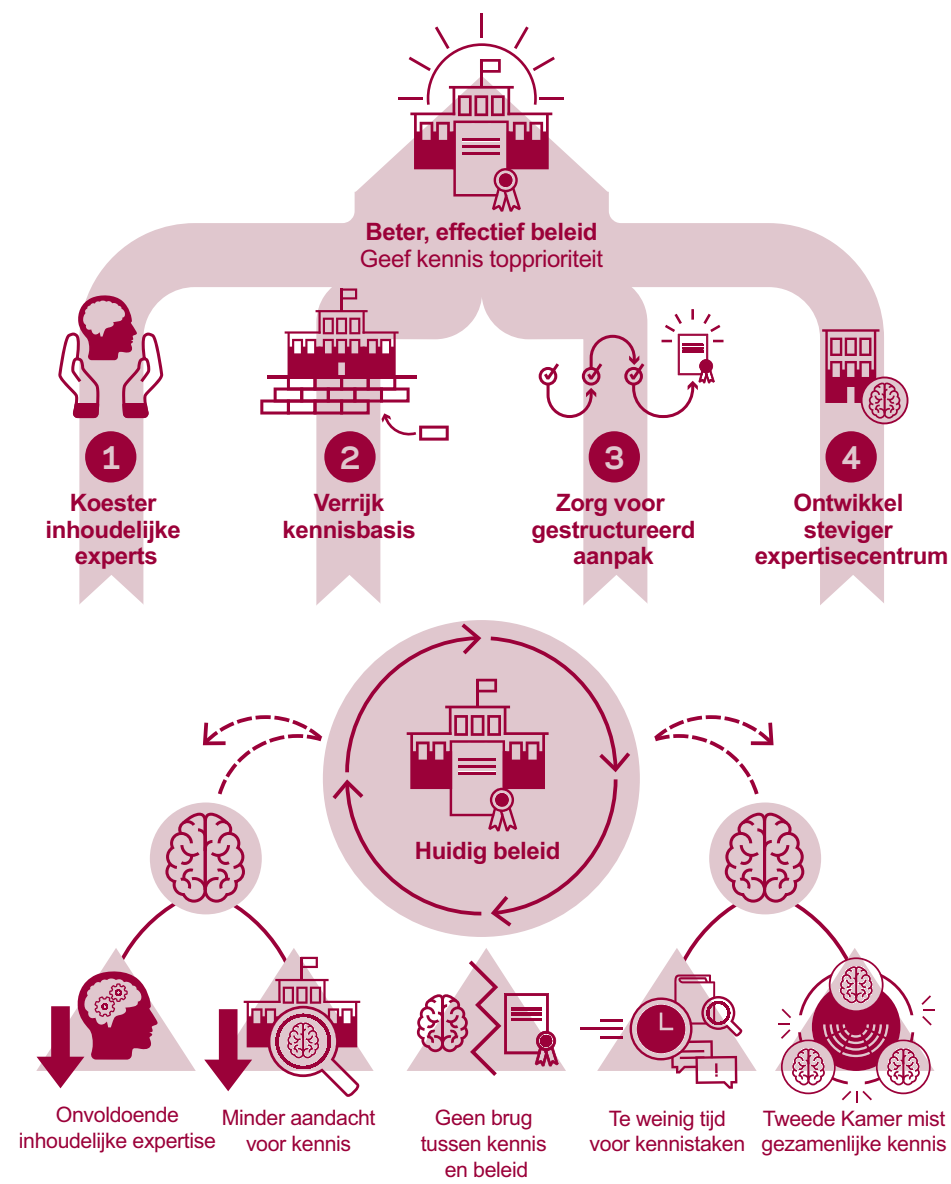 Beter, effectief beleid
Geef kennis topprioriteit
1
Koester
inhoudelijke
experts
2
Verrijk
kennisbasis
3
Zorg voor
gestructureerd
aanpak
4
Ontwikkel
steviger
expertisecentrum
Huidig beleid
Onvoldoende
inhoudelijke expertise
Minder aandacht
voor kennis
Geen brug
tussen kennis
en beleid
!
Te weinig tijd
voor kennistaken
Tweede Kamer mist
gezamenlijke kennis